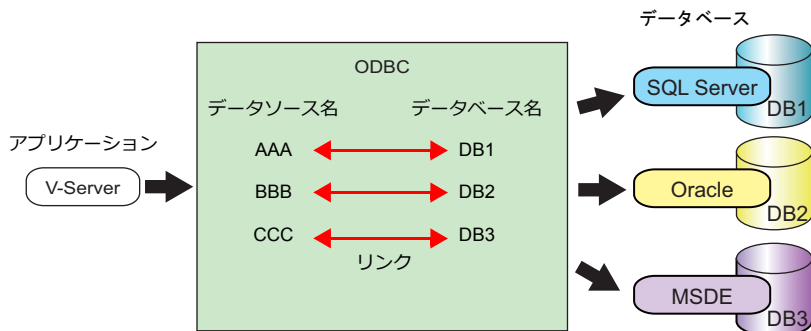 データベース
ODBC
SQL Server
DB1
データソース名 データベース名
アプリケーション
V-Server
AAA DB1
BBB DB2
CCC DB3
リンク
Oracle
DB2
MSDE
DB3